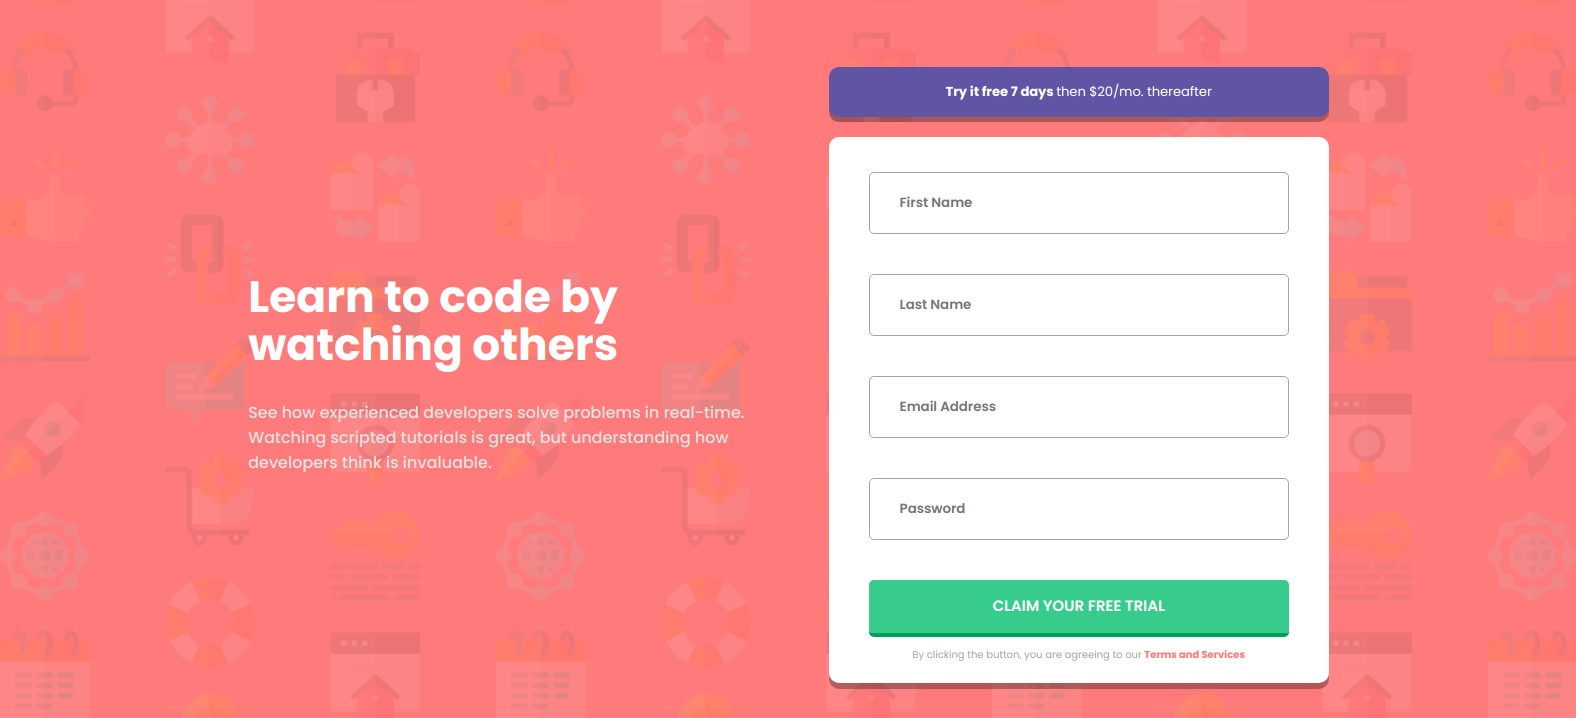 Learn to code by
watching others
See how experienced developers solve problems in real-time.
Watching scripted tutorials is great, but understanding how
developers think is invaluable.
Try it free 7 days then $20/mo. thereafter
First Name
Last Name
Email Address
Password
CLAIM YOUR FREE TRIAL
By clicking the button, you are agreeing to our Terms and Services